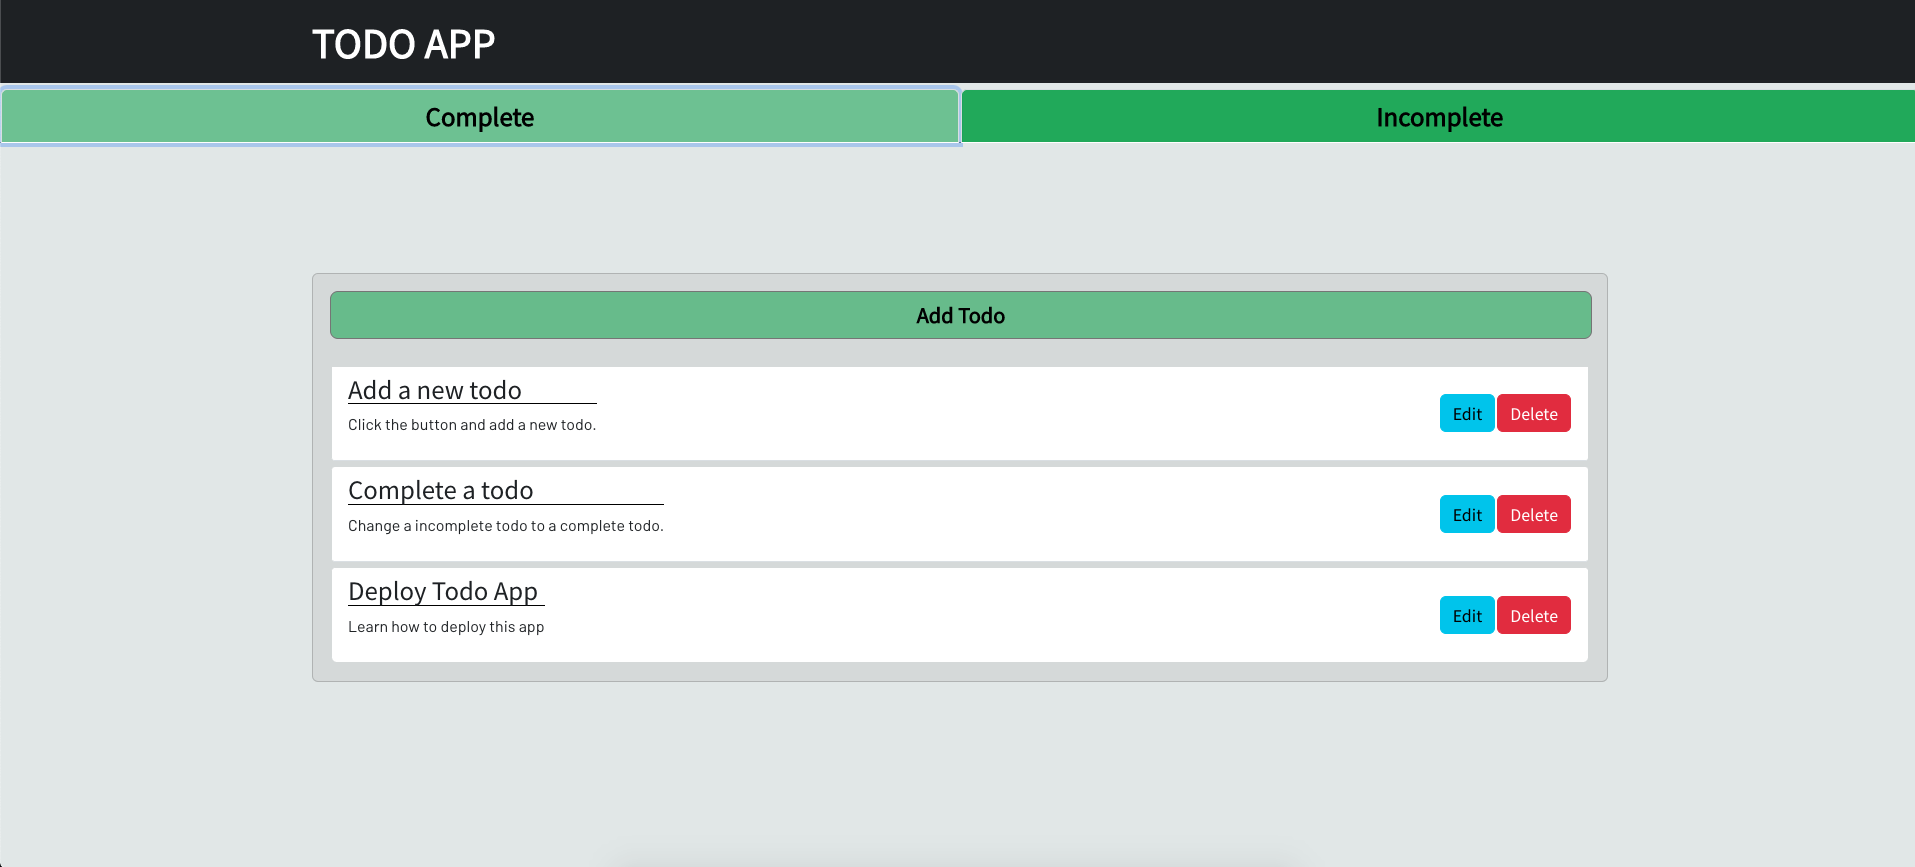 TODO APP
Complete Incomplete
Add Todo
Add a new todo
Click the button and add a new todo.
Edit Delete
Complete a todo
Change a incomplete todo to a complete todo.
Edit Delete
Deploy Todo App
Learn how to deploy this app
Edit Delete